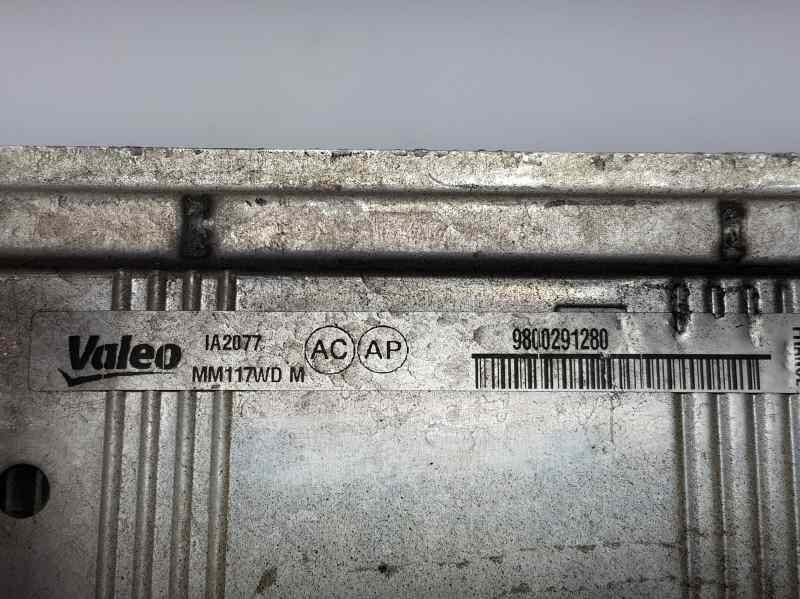 Valeo
IA2077
MM117WD M
AC AP
9800291280